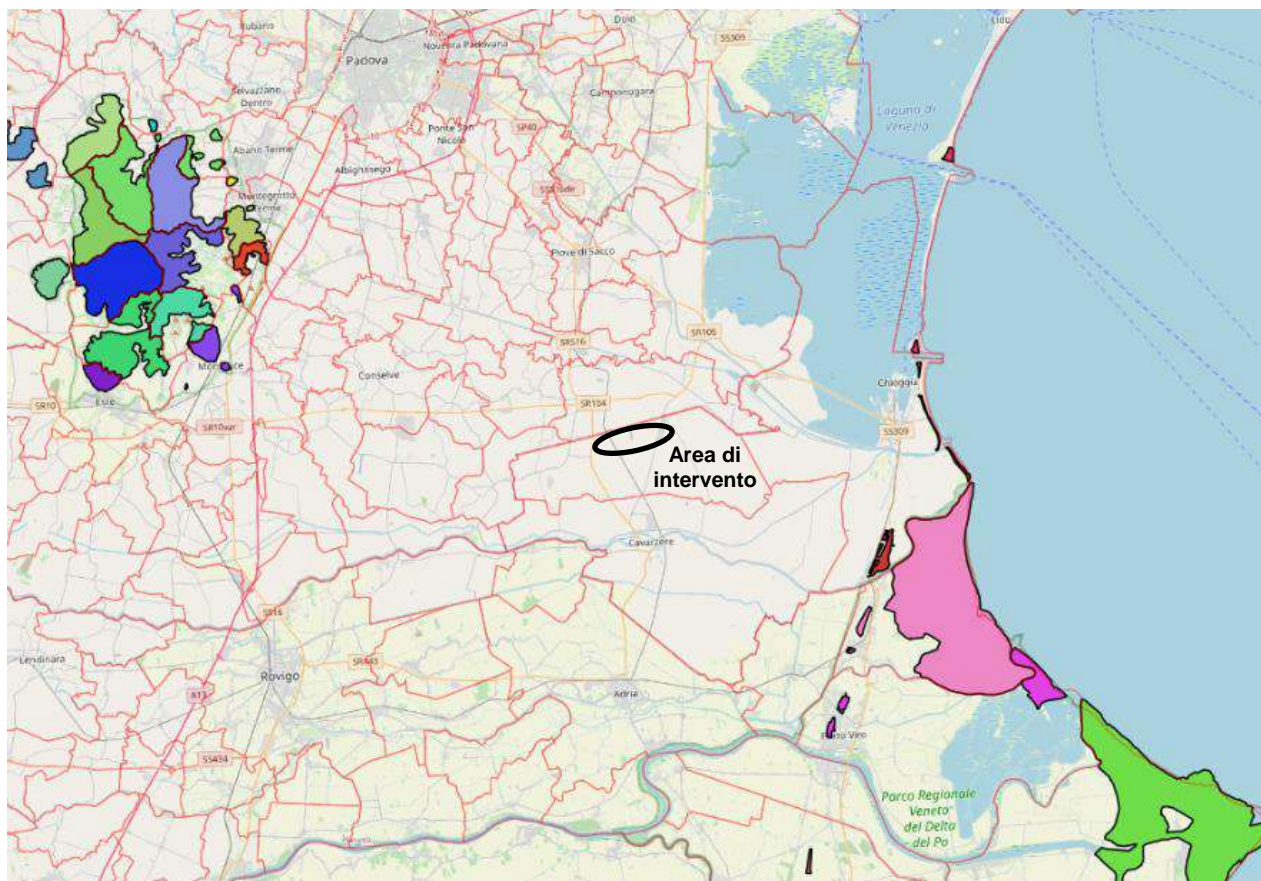 Rubano
Dolo
Lido
Noventa Padovana
SS309
Padova
Selvazzano
Dentro
Camponogara
Laguna di
Venezia
Ponte San
Nicolò
SP40
Abano Terme
Albignasego
Montegrotto
Terme
Piove di Sacco
SR516
SR105
Conselve
Chioggia
Este
SR10
SR104
SS309
SR10var
Area di
intervento
Cavarzere
SS16
Lendinara
Rovigo
SR443
A13
Adria
SS434
Porto Viro
Parco Regionale
Veneto
del Delta
del Po